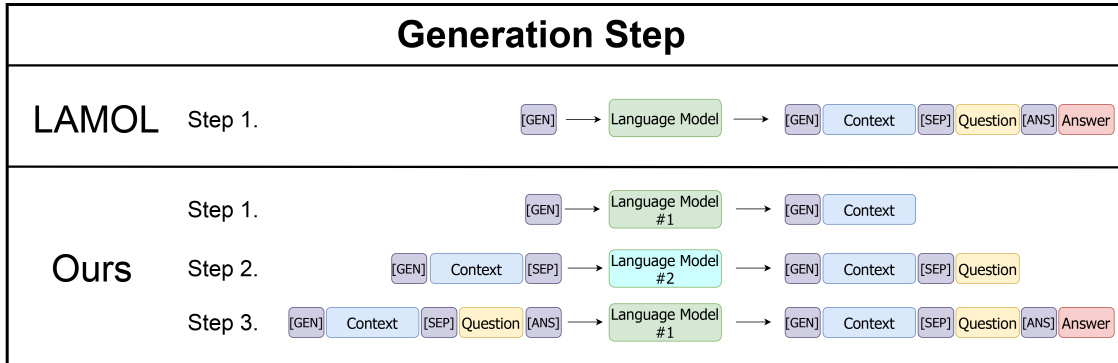 Generation Step
LAMOL Step 1. [GEN] Language Model [GEN] Context [SEP] Question [ANS] Answer
Ours
Step 1. [GEN] Language Model #1 [GEN] Context
Step 2. [GEN] Context [SEP] Language Model #2 [GEN] Context [SEP] Question
Step 3. [GEN] Context [SEP] Question [ANS] Language Model #1 [GEN] Context [SEP] Question [ANS] Answer